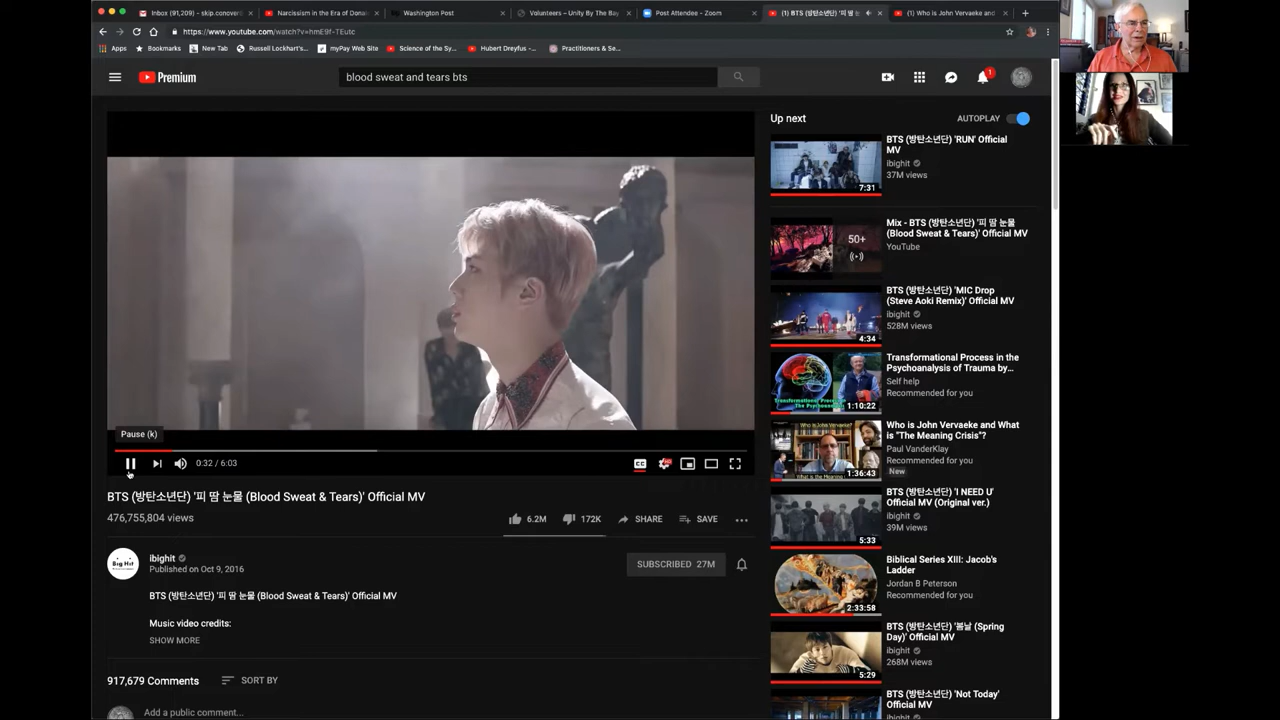 Inbox (91,209) - skip.conover
Narcissism in the Era of Dona
Washington Post
Volunteers – Unity By The Bay
Post Attendee - Zoom
(1) BTS (방탄소년단) '피 땀 눈
(1) Who is John Vervaeke and
https://www.youtube.com/watch?v=hmE9f-TEutc
Apps
Bookmarks
New Tab
Russell Lockhart's...
myPay Web Site
Science of the Sy...
Hubert Dreyfus -...
Practitioners & Se...
Premium
blood sweat and tears bts
1
Up next
AUTOPLAY
BTS (방탄소년단) 'RUN' Official
MV
ibighit
37M views
7:31
Mix - BTS (방탄소년단) '피 땀 눈물
(Blood Sweat & Tears)' Official MV
YouTube
50+
BTS (방탄소년단) 'MIC Drop
(Steve Aoki Remix)' Official MV
ibighit
528M views
4:34
Transformational Process in the
Psychoanalysis of Trauma by...
Self help
Recommended for you
1:10:22
Who is John Vervaeke and What
is "The Meaning Crisis"?
Paul VanderKlay
Recommended for you
New
1:36:43
BTS (방탄소년단) 'I NEED U'
Official MV (Original ver.)
ibighit
39M views
5:33
Biblical Series XIII: Jacob's
Ladder
Jordan B Peterson
Recommended for you
2:33:58
BTS (방탄소년단) '봄날 (Spring
Day)' Official MV
ibighit
268M views
5:29
BTS (방탄소년단) 'Not Today'
Official MV
ibighit
Pause (k)
0:32 / 6:03
CC
BTS (방탄소년단) '피 땀 눈물 (Blood Sweat & Tears)' Official MV
476,755,804 views
6.2M
172K
SHARE
SAVE
Big Hit
ibighit
Published on Oct 9, 2016
SUBSCRIBED 27M
BTS (방탄소년단) '피 땀 눈물 (Blood Sweat & Tears)' Official MV
Music video credits:
SHOW MORE
917,679 Comments
SORT BY
Add a public comment...